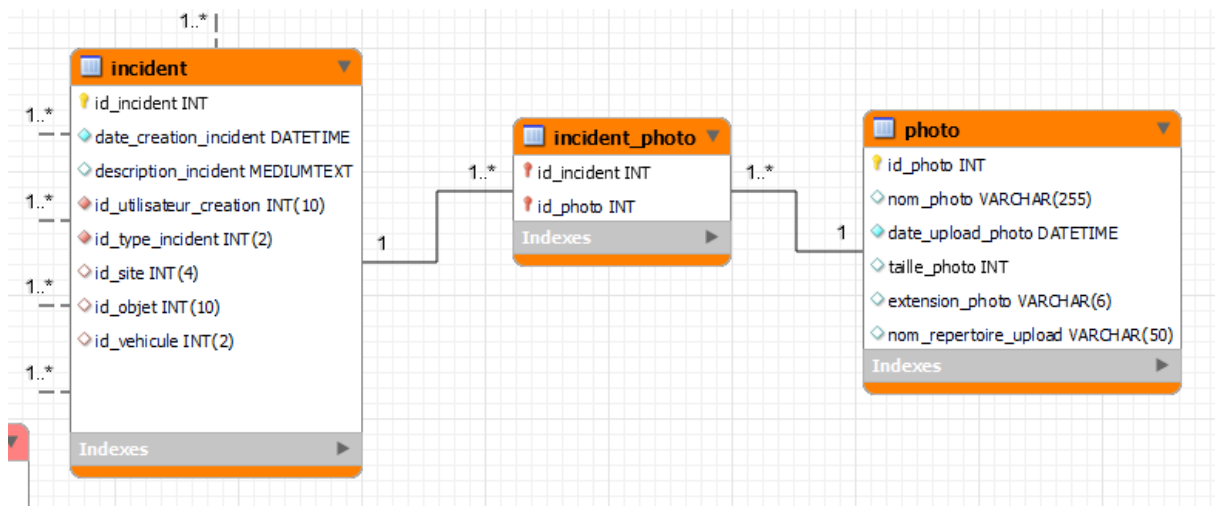 1..*
incident
id_incident INT
1..*
date_creation_incident DATETIME
description_incident MEDIUMTEXT
1..*
id_utilisateur_creation INT(10)
id_type_incident INT(2)
id_site INT(4)
1..*
id_objet INT(10)
id_vehicule INT(2)
1..*
Indexes
1
1..*
incident_photo
id_incident INT
id_photo INT
Indexes
1..*
1
photo
id_photo INT
nom_photo VARCHAR(255)
date_upload_photo DATETIME
taille_photo INT
extension_photo VARCHAR(6)
nom_repertoire_upload VARCHAR(50)
Indexes